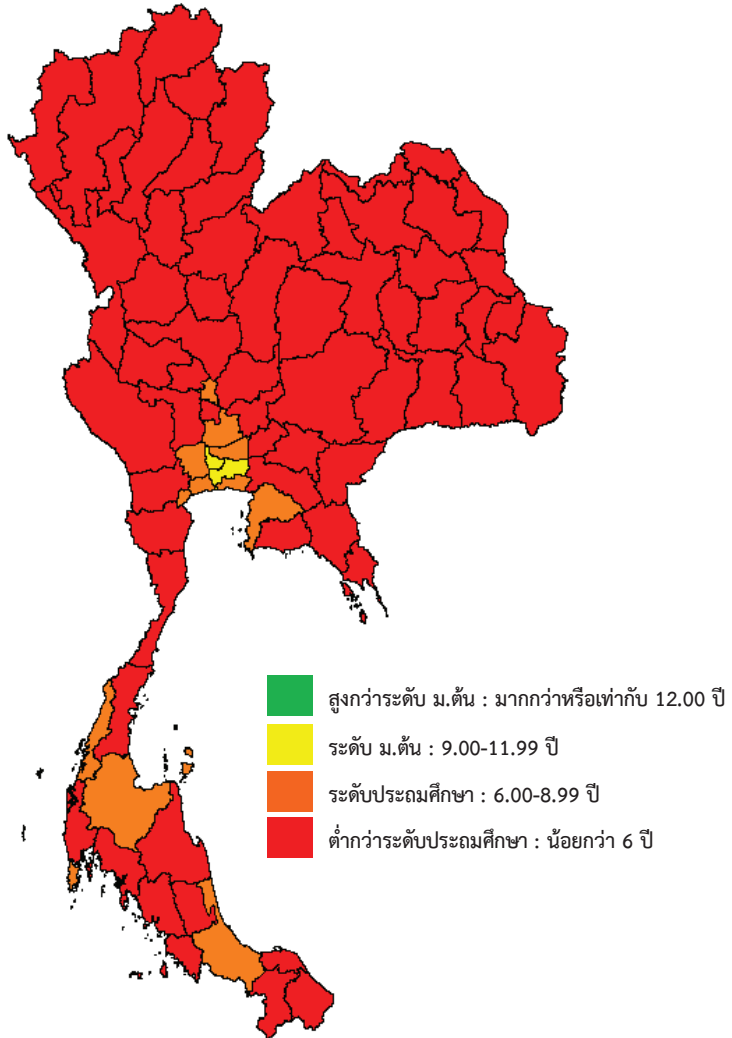 สูงกว่าระดับ ม.ต้น : มากกว่าหรือเท่ากับ 12.00 ปี
ระดับ ม.ต้น : 9.00-11.99 ปี
ระดับประถมศึกษา : 6.00-8.99 ปี
ต่ำกว่าระดับประถมศึกษา : น้อยกว่า 6 ปี